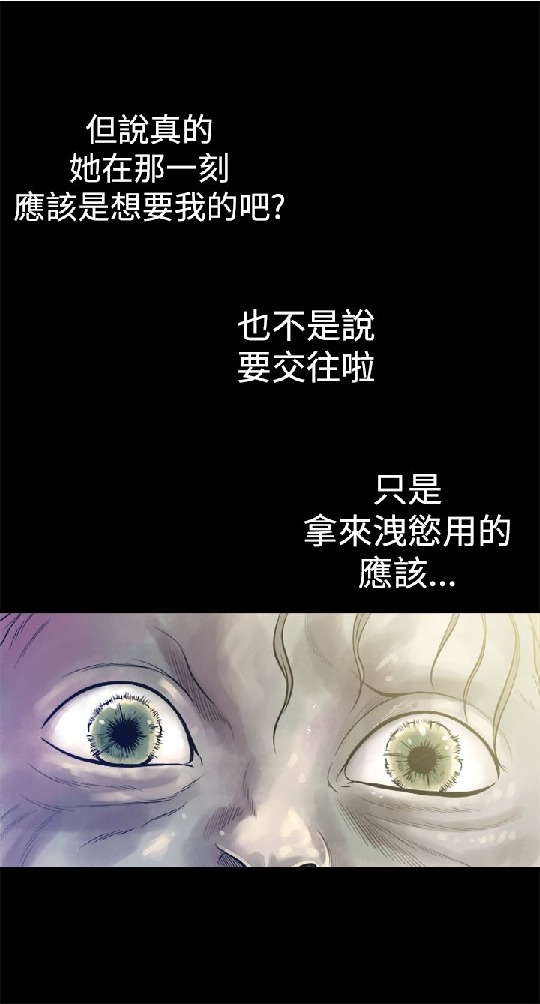 但說真的
她在那一刻
應該是想要我的吧?
也不是說
要交往啦
只是
拿來洩慾用的
應該...